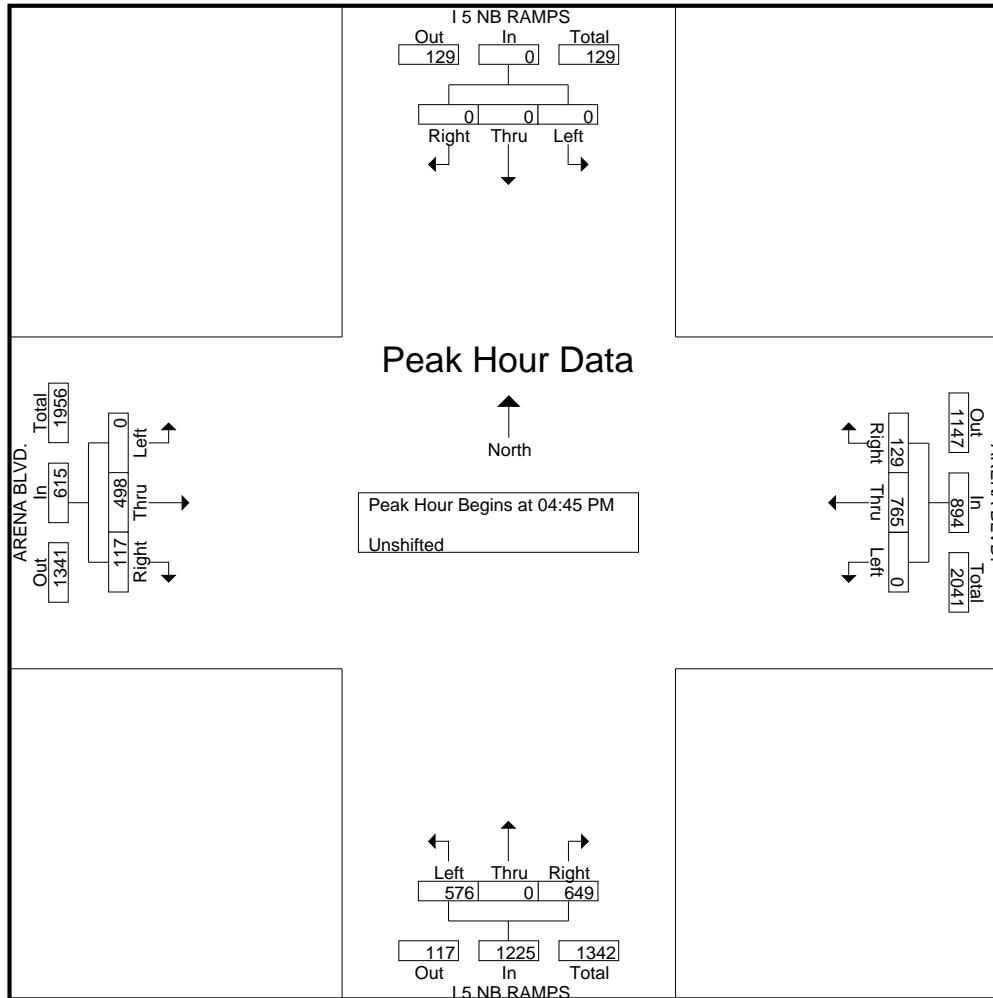 I 5 NB RAMPS
Out In Total
129 0 129
0 0 0
Right Thru Left
Peak Hour Data
North
Peak Hour Begins at 04:45 PM
Unshifted
ARENA BLVD.
Total In Out
1956 615 1341
0 498 117
Left Thru Right
Out In Total
1147 894 2041
129 765 0
Right Thru Left
Left Thru Right
576 0 649
117 1225 1342
Out In Total
I 5 NB RAMPS